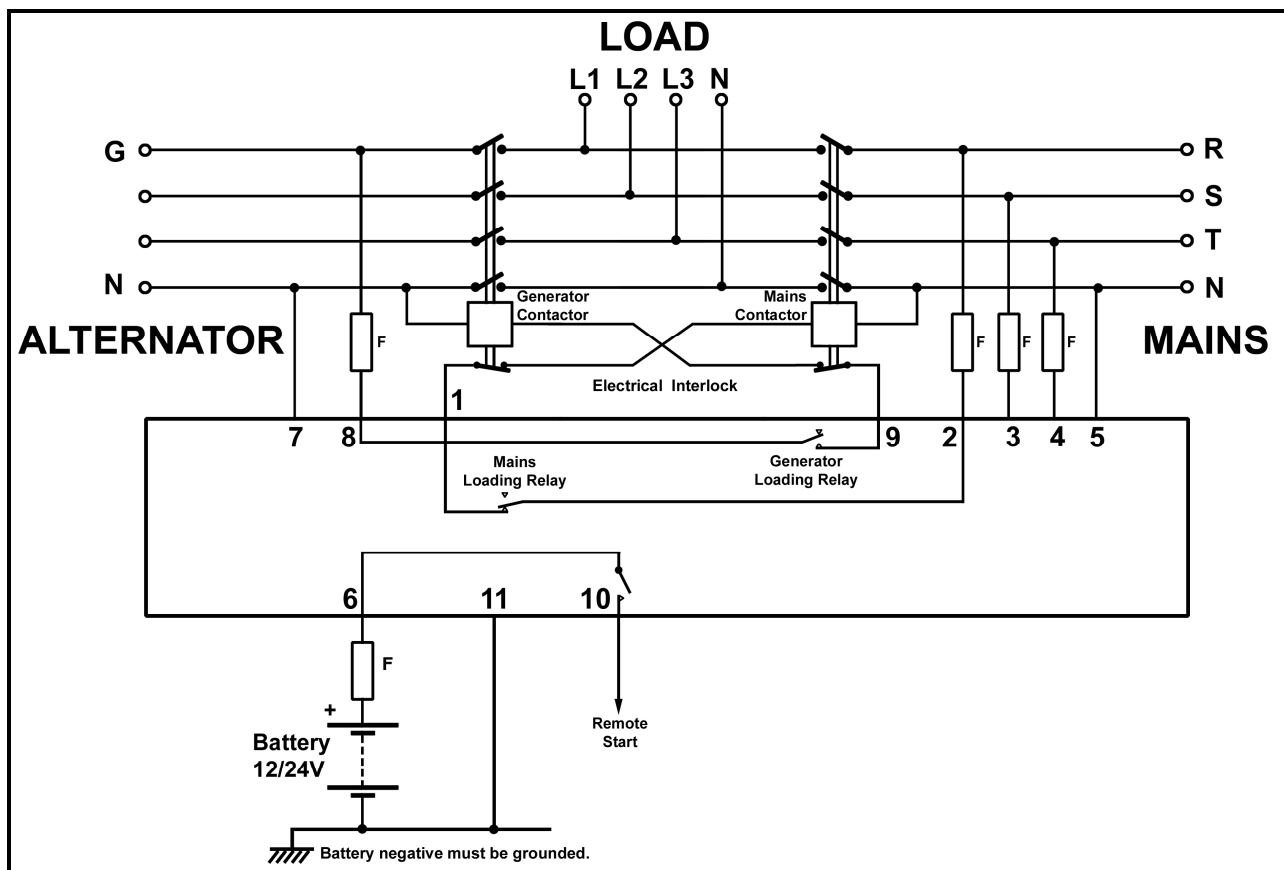 LOAD
L1 L2 L3 N
G R
S
T
N N
Generator
Contactor
Mains
Contactor
ALTERNATOR
MAINS
F F F F
Electrical Interlock
1
7 8 9 2 3 4 5
Mains
Loading Relay
Generator
Loading Relay
6 11 10
F
+
Battery
12/24V
Remote
Start
Battery negative must be grounded.